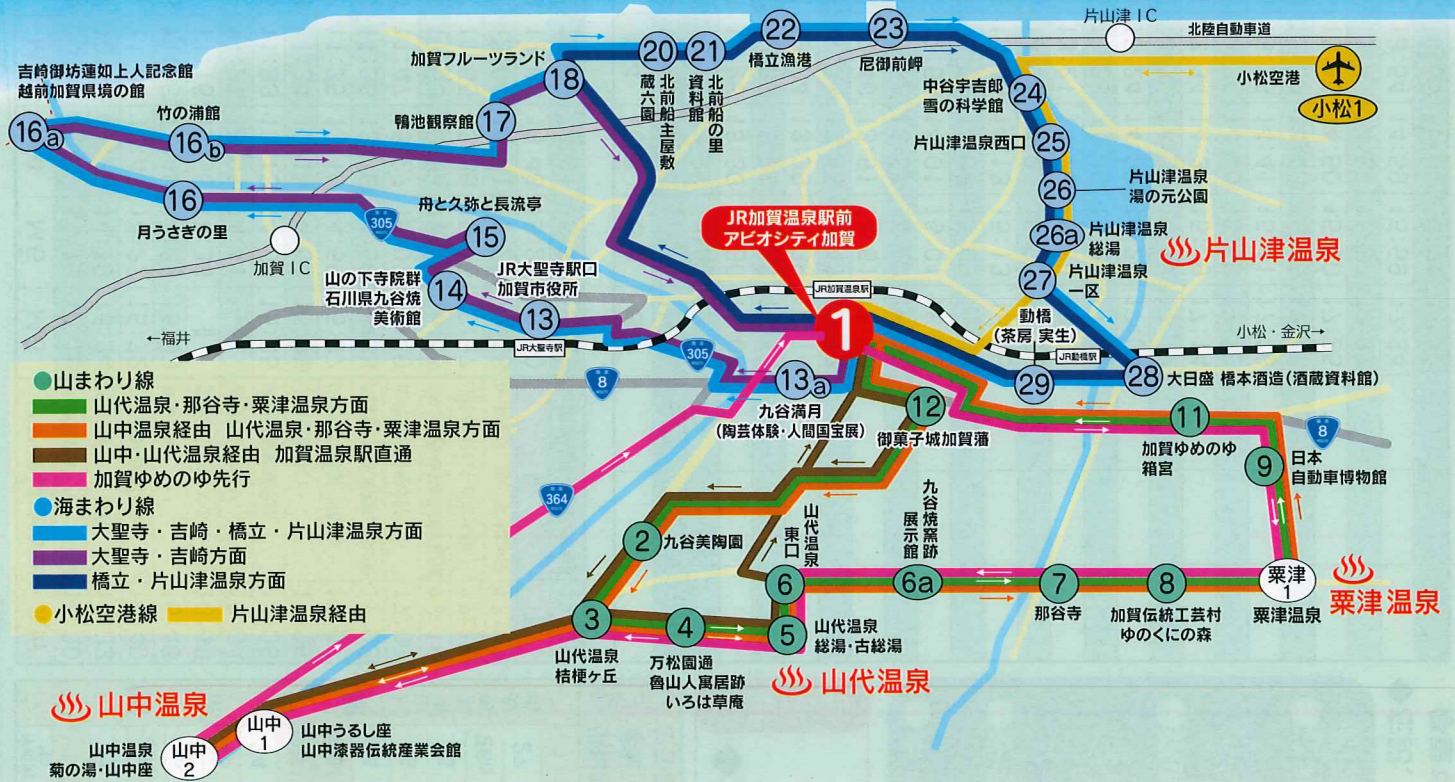 片山津 IC
北陸自動車道
小松空港
小松1
吉崎御坊蓮如上人記念館
越前加賀県境の館
16a
竹の浦館
16b
鴨池観察館
17
加賀フルーツランド
18
20
蔵六園
北前船主屋敷
21
北前船の里
資料館
22
橋立漁港
23
尼御前岬
中谷宇吉郎
雪の科学館
24
片山津温泉西口
25
26
片山津温泉
湯の元公園
26a
片山津温泉
総湯
片山津温泉
27
片山津温泉
一区
16
月うさぎの里
305
加賀 IC
舟と久弥と長流亭
15
山の下寺院群
石川県九谷焼
美術館
14
JR大聖寺駅口
加賀市役所
13
JR加賀温泉駅前
アビオシティ加賀
1
JR加賀温泉駅
←福井
JR大聖寺駅
305
8
13a
九谷満月
(陶芸体験・人間国宝展)
動橋
(茶房 実生)
JR動橋駅
小松・金沢→
29
28
大日盛 橋本酒造(酒蔵資料館)
山まわり線
山代温泉・那谷寺・粟津温泉方面
山中温泉経由 山代温泉・那谷寺・粟津温泉方面
山中・山代温泉経由 加賀温泉駅直通
加賀ゆめのゆ先行
海まわり線
大聖寺・吉崎・橋立・片山津温泉方面
大聖寺・吉崎方面
橋立・片山津温泉方面
小松空港線 片山津温泉経由
364
12
御菓子城加賀藩
11
加賀ゆめのゆ
箱宮
8
9
日本
自動車博物館
2
九谷美陶園
3
山代温泉
桔梗ヶ丘
4
万松園通
魯山人寓居跡
いろは草庵
5
山代温泉
総湯・古総湯
6
山代温泉
東口
6a
九谷焼窯跡
展示館
7
那谷寺
8
加賀伝統工芸村
ゆのくにの森
粟津
1
粟津温泉
粟津温泉
山代温泉
山中温泉
山中
1
山中うるし座
山中漆器伝統産業会館
山中
2
山中温泉
菊の湯・山中座